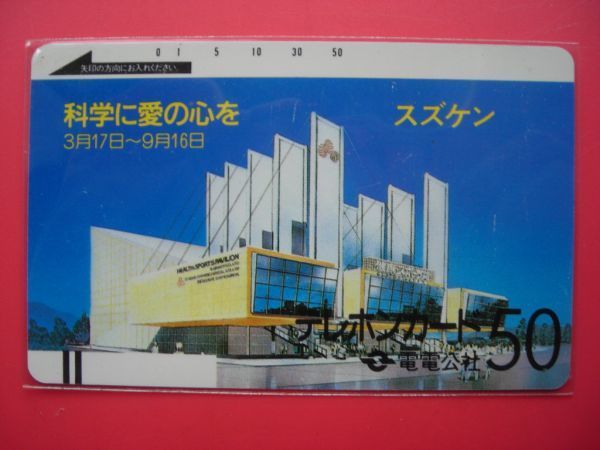 0 1 5 10 30 50
矢印の方向にお入れください。
科学に愛の心を
スズケン
3月17日～9月16日
HEALTH-SPORTS PAVILION
テレホンカード50
電電公社